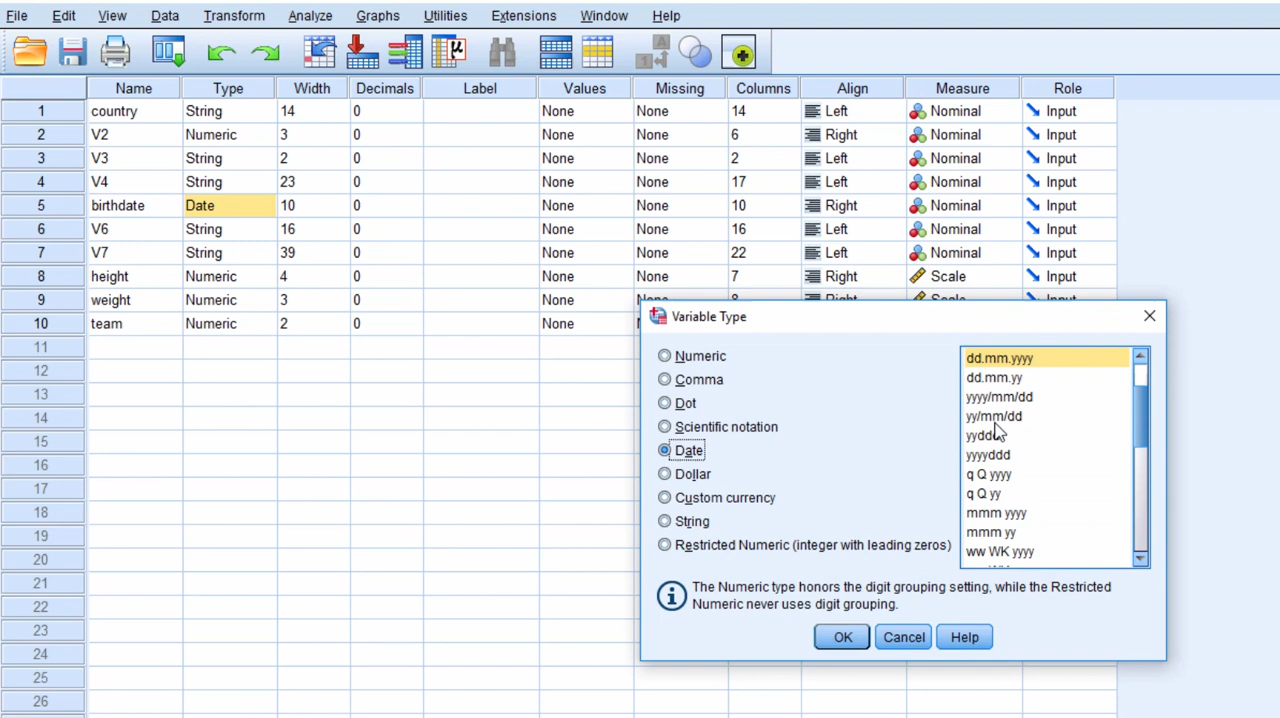 File Edit View Data Transform Analyze Graphs Utilities Extensions Window Help
Name Type Width Decimals Label Values Missing Columns Align Measure Role
1 country String 14 0 None None 14 Left Nominal Input
2 V2 Numeric 3 0 None None 6 Right Nominal Input
3 V3 String 2 0 None None 2 Left Nominal Input
4 V4 String 23 0 None None 17 Left Nominal Input
5 birthdate Date 10 0 None None 10 Right Nominal Input
6 V6 String 16 0 None None 16 Left Nominal Input
7 V7 String 39 0 None None 22 Left Nominal Input
8 height Numeric 4 0 None None 7 Right Scale Input
9 weight Numeric 3 0 None None 8 Right Scale Input
10 team Numeric 2 0 None
11
12
13
14
15
16
17
18
19
20
21
22
23
24
25
26
Variable Type
Numeric
Comma
Dot
Scientific notation
Date
Dollar
Custom currency
String
Restricted Numeric (integer with leading zeros)
dd.mm.yyyy
dd.mm.yy
yyyy/mm/dd
yy/mm/dd
yyddd
yyyyddd
q Q yyyy
q Q yy
mmm yyyy
mmm yy
ww WK yyyy
The Numeric type honors the digit grouping setting, while the Restricted
Numeric never uses digit grouping.
OK Cancel Help